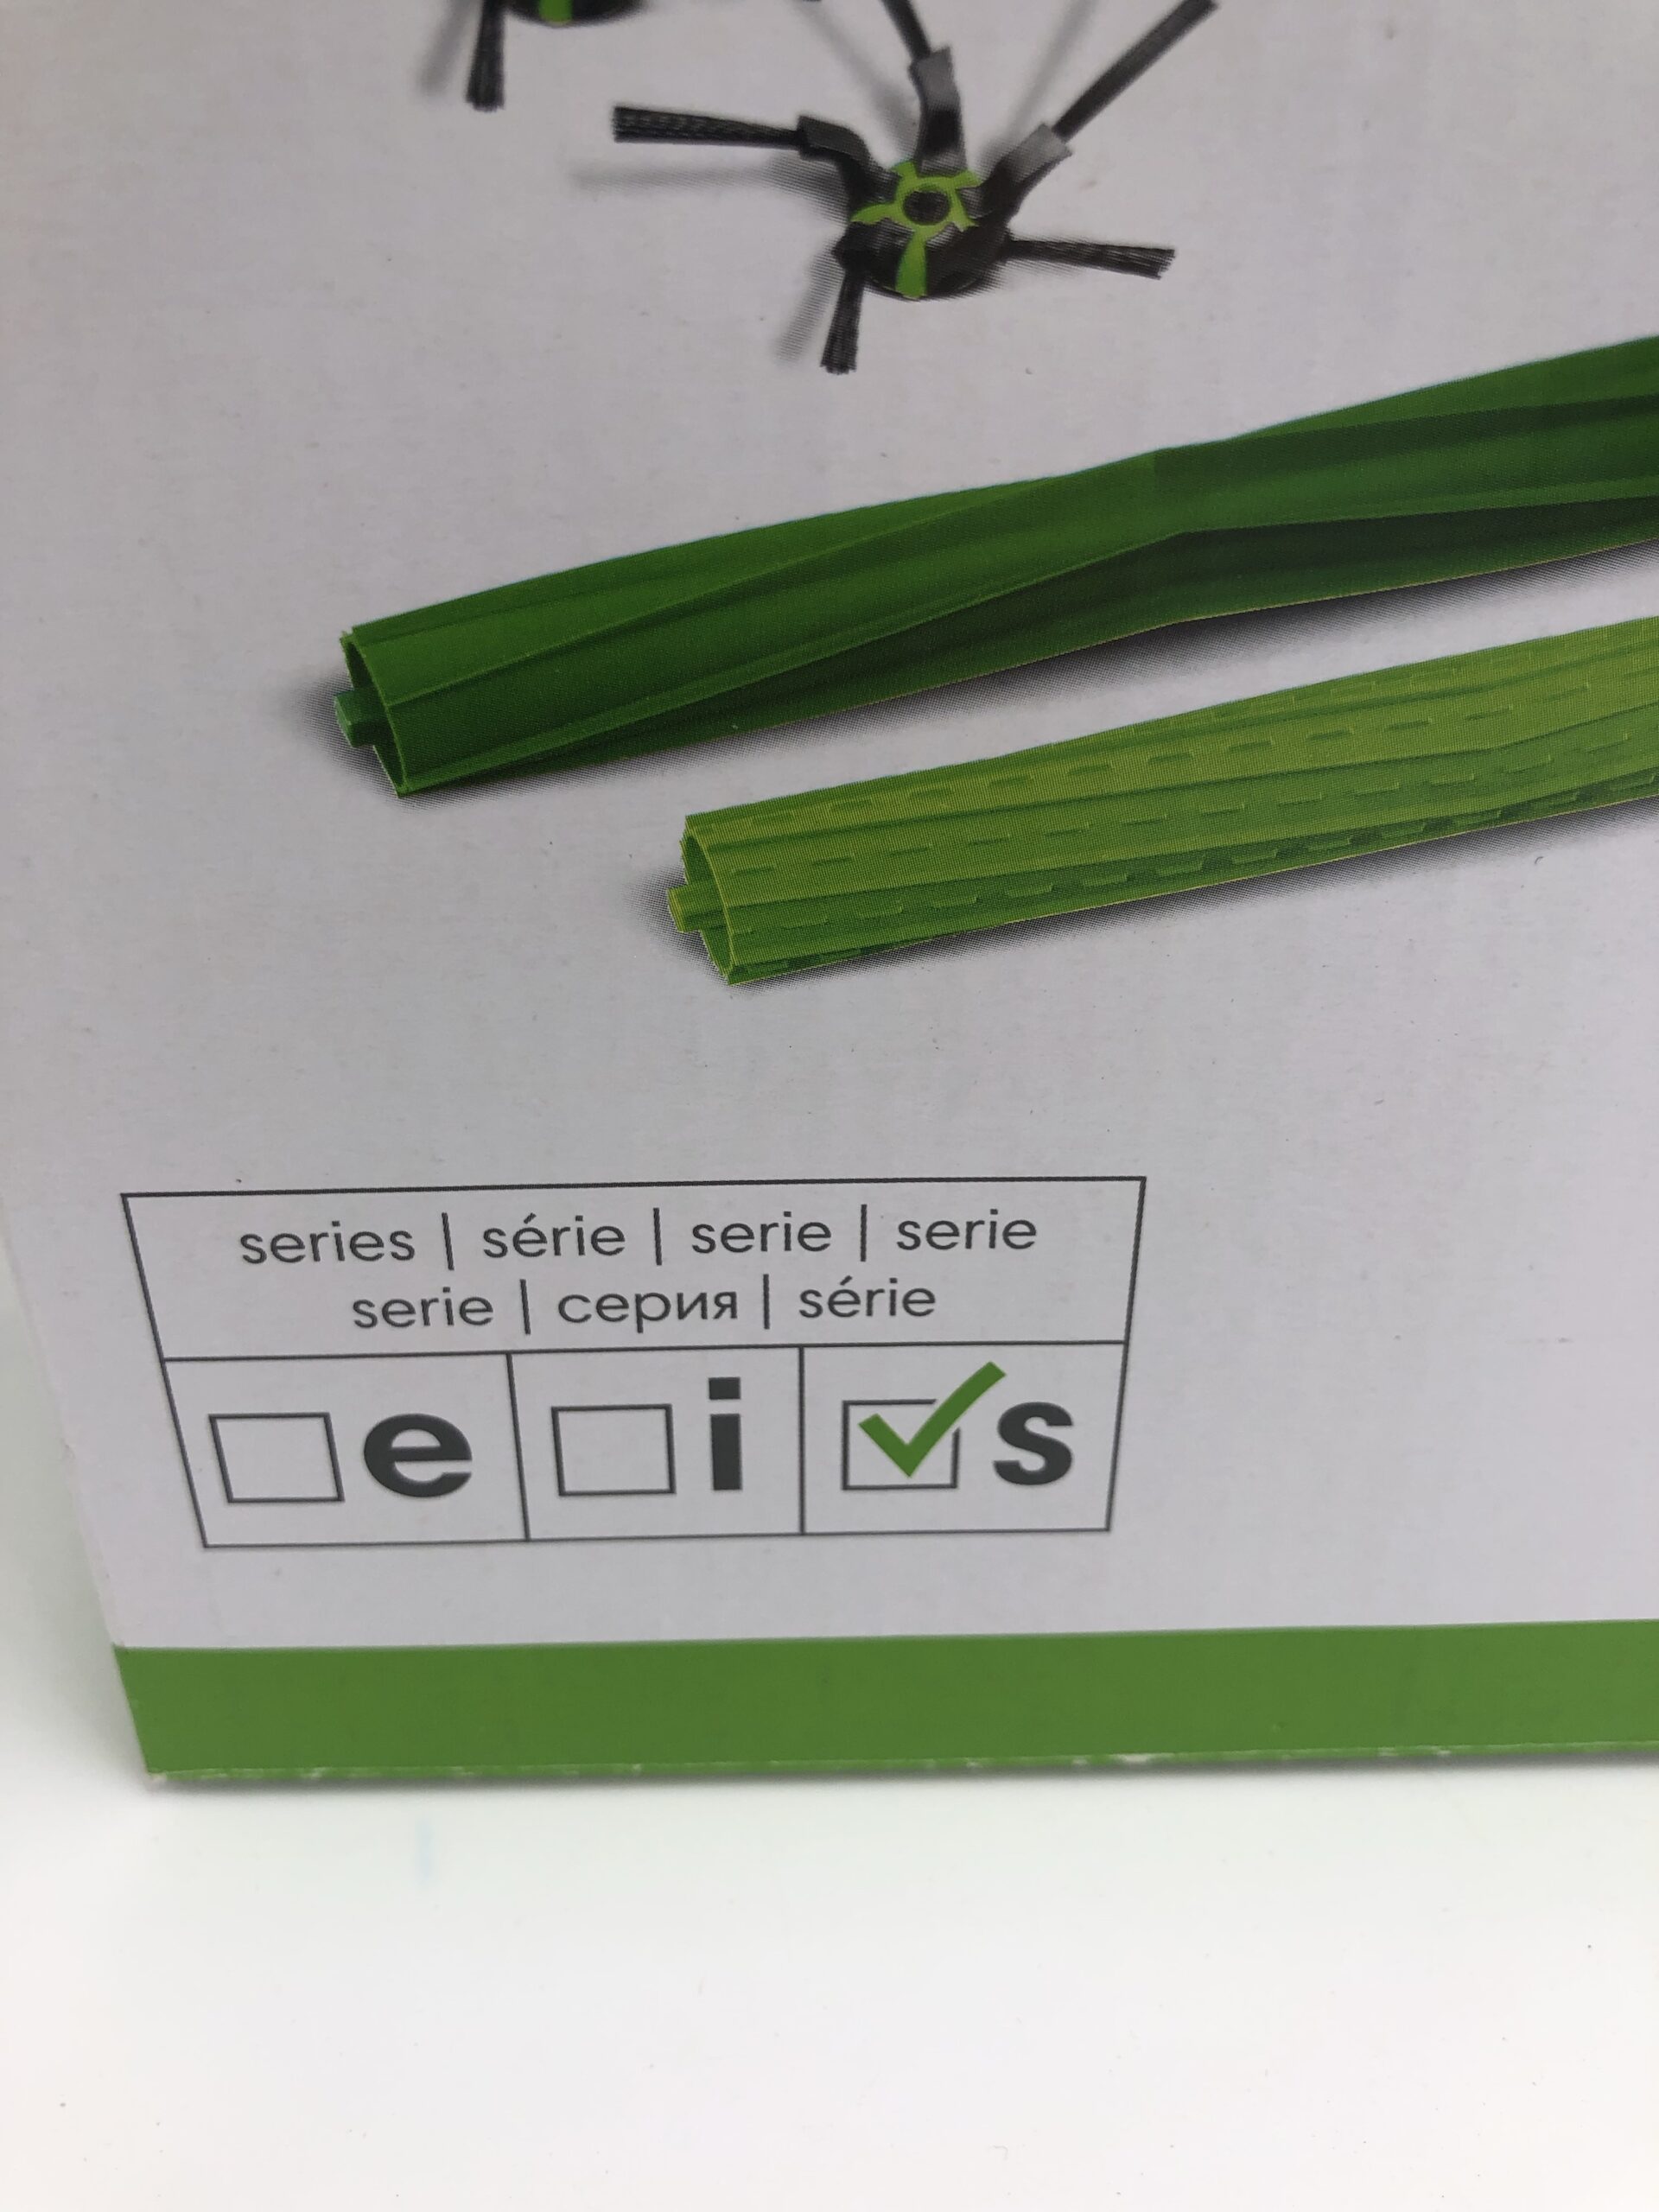 series | série | serie | serie
serie | серия | série
e i s